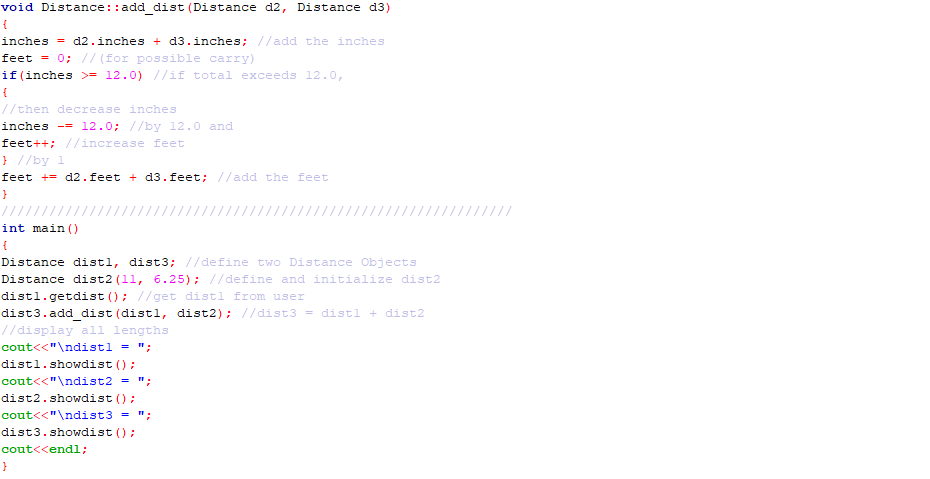 void Distance::add_dist(Distance d2, Distance d3)
{
inches = d2.inches + d3.inches; //add the inches
feet = 0; //(for possible carry)
if(inches >= 12.0) //if total exceeds 12.0,
{
//then decrease inches
inches -= 12.0; //by 12.0 and
feet++; //increase feet
} //by 1
feet += d2.feet + d3.feet; //add the feet
}
////////////////////////////////////////////////////////////////
int main()
{
Distance dist1, dist3; //define two Distance Objects
Distance dist2(11, 6.25); //define and initialize dist2
dist1.getdist(); //get dist1 from user
dist3.add_dist(dist1, dist2); //dist3 = dist1 + dist2
//display all lengths
cout<<"\ndist1 = ";
dist1.showdist();
cout<<"\ndist2 = ";
dist2.showdist();
cout<<"\ndist3 = ";
dist3.showdist();
cout<<endl;
}